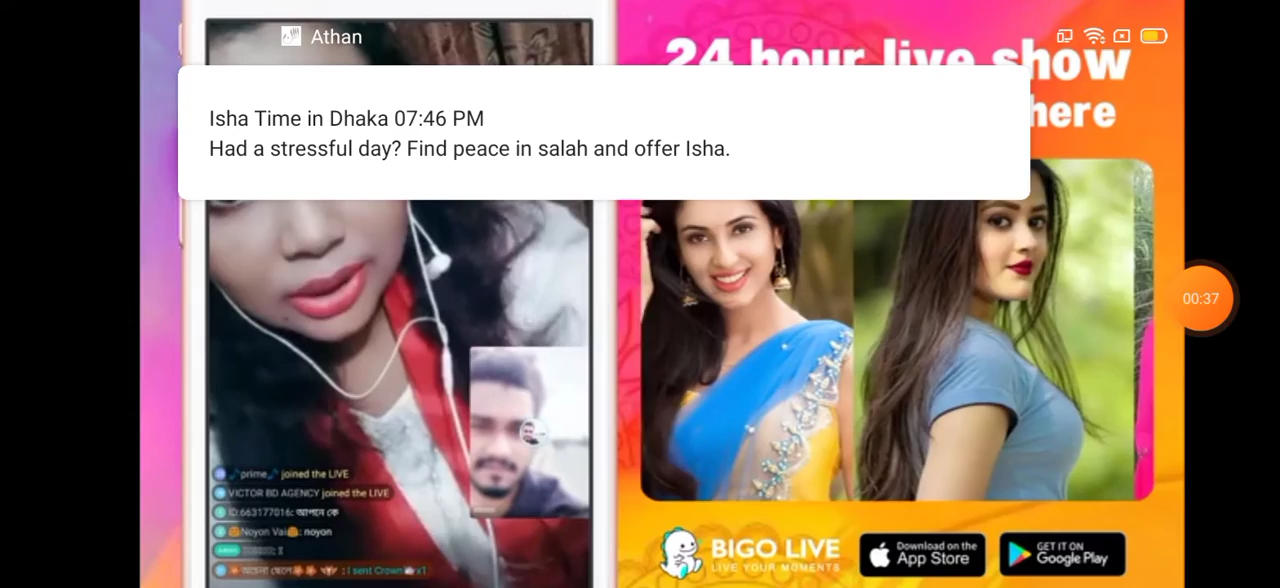 Athan
24 hour live show
here
Isha Time in Dhaka 07:46 PM
Had a stressful day? Find peace in salah and offer Isha.
00:37
prime joined the LIVE
VICTOR BD AGENCY joined the LIVE
ID:663177016: আপনে কে
Noyon Vai: noyon
: I sent Crown x1
BIGO LIVE
LIVE YOUR MOMENTS
Download on the
App Store
GET IT ON
Google Play